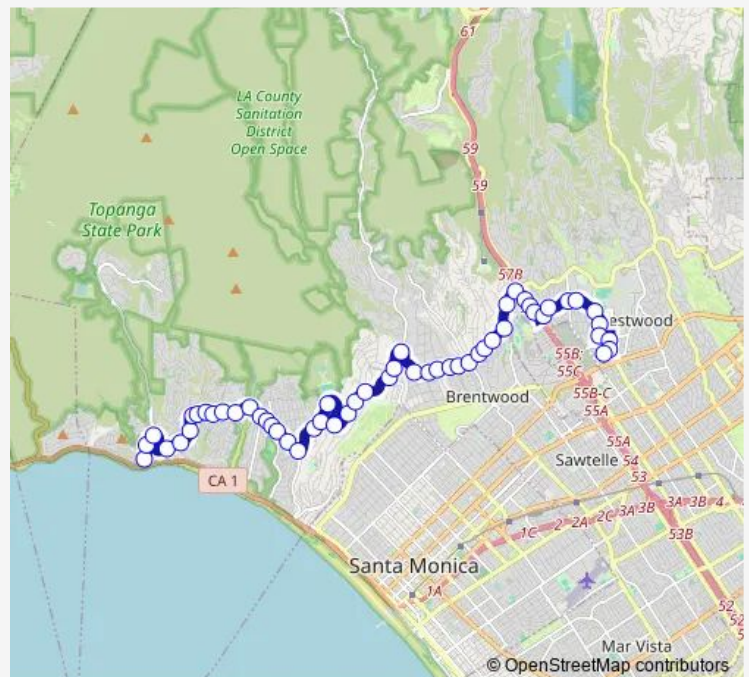 61
LA County
Sanitation
District
Open Space
59
59
Topanga
State Park
57B
estwood
55B;
55C
Brentwood
55B-C
55A
55A
Sawtelle 54
53
CA 1
3A 3B 4
1C 2 2A 2C 3A 3B
53B
Santa Monica
1A
52
52
Mar Vista
© OpenStreetMap contributors